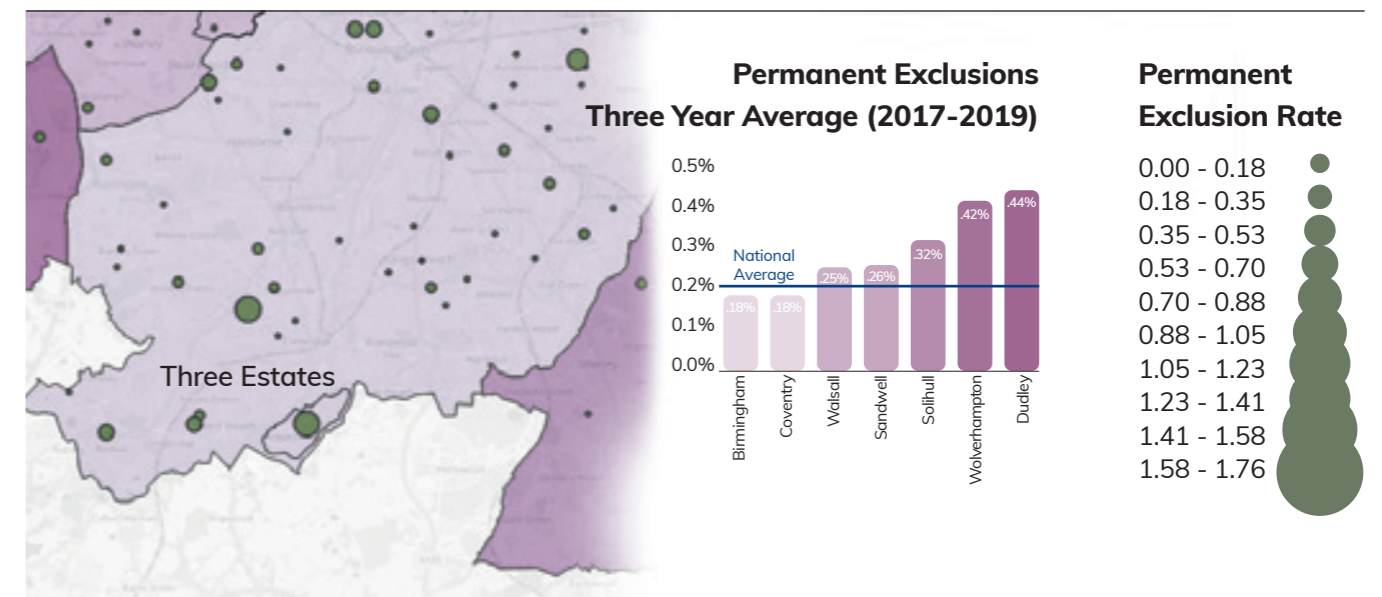 Three Estates
Permanent Exclusions
Three Year Average (2017-2019)
0.5%
0.4%
0.3%
0.2%
0.1%
0.0%
National
Average
.18%
.18%
.25%
.26%
.32%
.42%
.44%
Birmingham
Coventry
Walsall
Sandwell
Solihull
Wolverhampton
Dudley
Permanent
Exclusion Rate
0.00 - 0.18
0.18 - 0.35
0.35 - 0.53
0.53 - 0.70
0.70 - 0.88
0.88 - 1.05
1.05 - 1.23
1.23 - 1.41
1.41 - 1.58
1.58 - 1.76